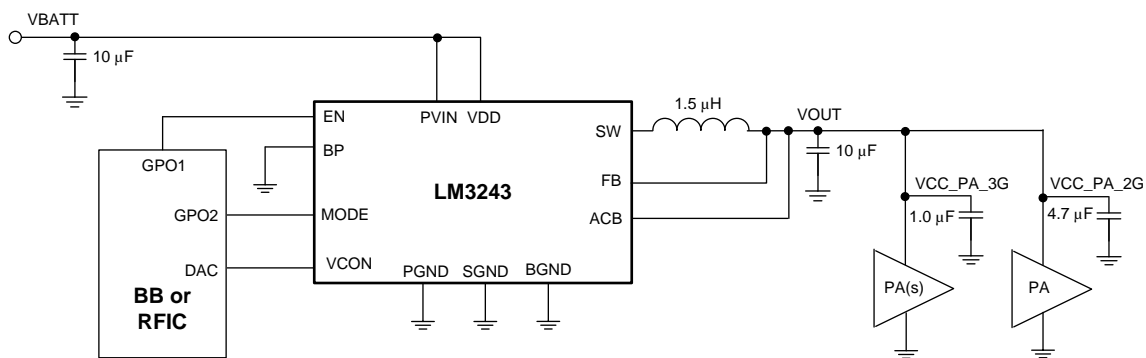 VBATT
10 µF
1.5 µH
VOUT
EN
PVIN
VDD
SW
GPO1
BP
10 µF
LM3243
FB
VCC_PA_3G
VCC_PA_2G
GPO2
MODE
ACB
1.0 µF
4.7 µF
DAC
VCON
PGND
SGND
BGND
PA(s)
PA
BB or
RFIC